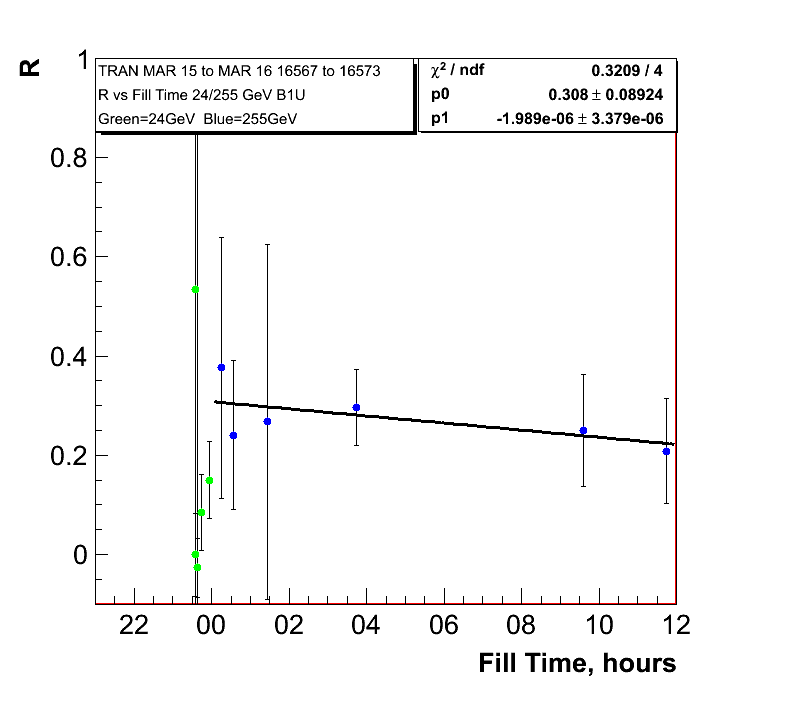 R
TRAN MAR 15 to MAR 16 16567 to 16573
R vs Fill Time 24/255 GeV B1U
Green=24GeV  Blue=255GeV
χ² / ndf 0.3209 / 4
p0 0.308 ± 0.08924
p1 -1.989e-06 ± 3.379e-06
1
0.8
0.6
0.4
0.2
0
22 00 02 04 06 08 10 12
Fill Time, hours